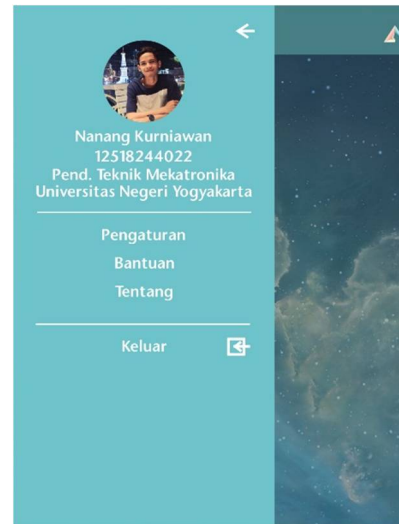 Nanang Kurniawan
12518244022
Pend. Teknik Mekatronika
Universitas Negeri Yogyakarta
Pengaturan
Bantuan
Tentang
Keluar